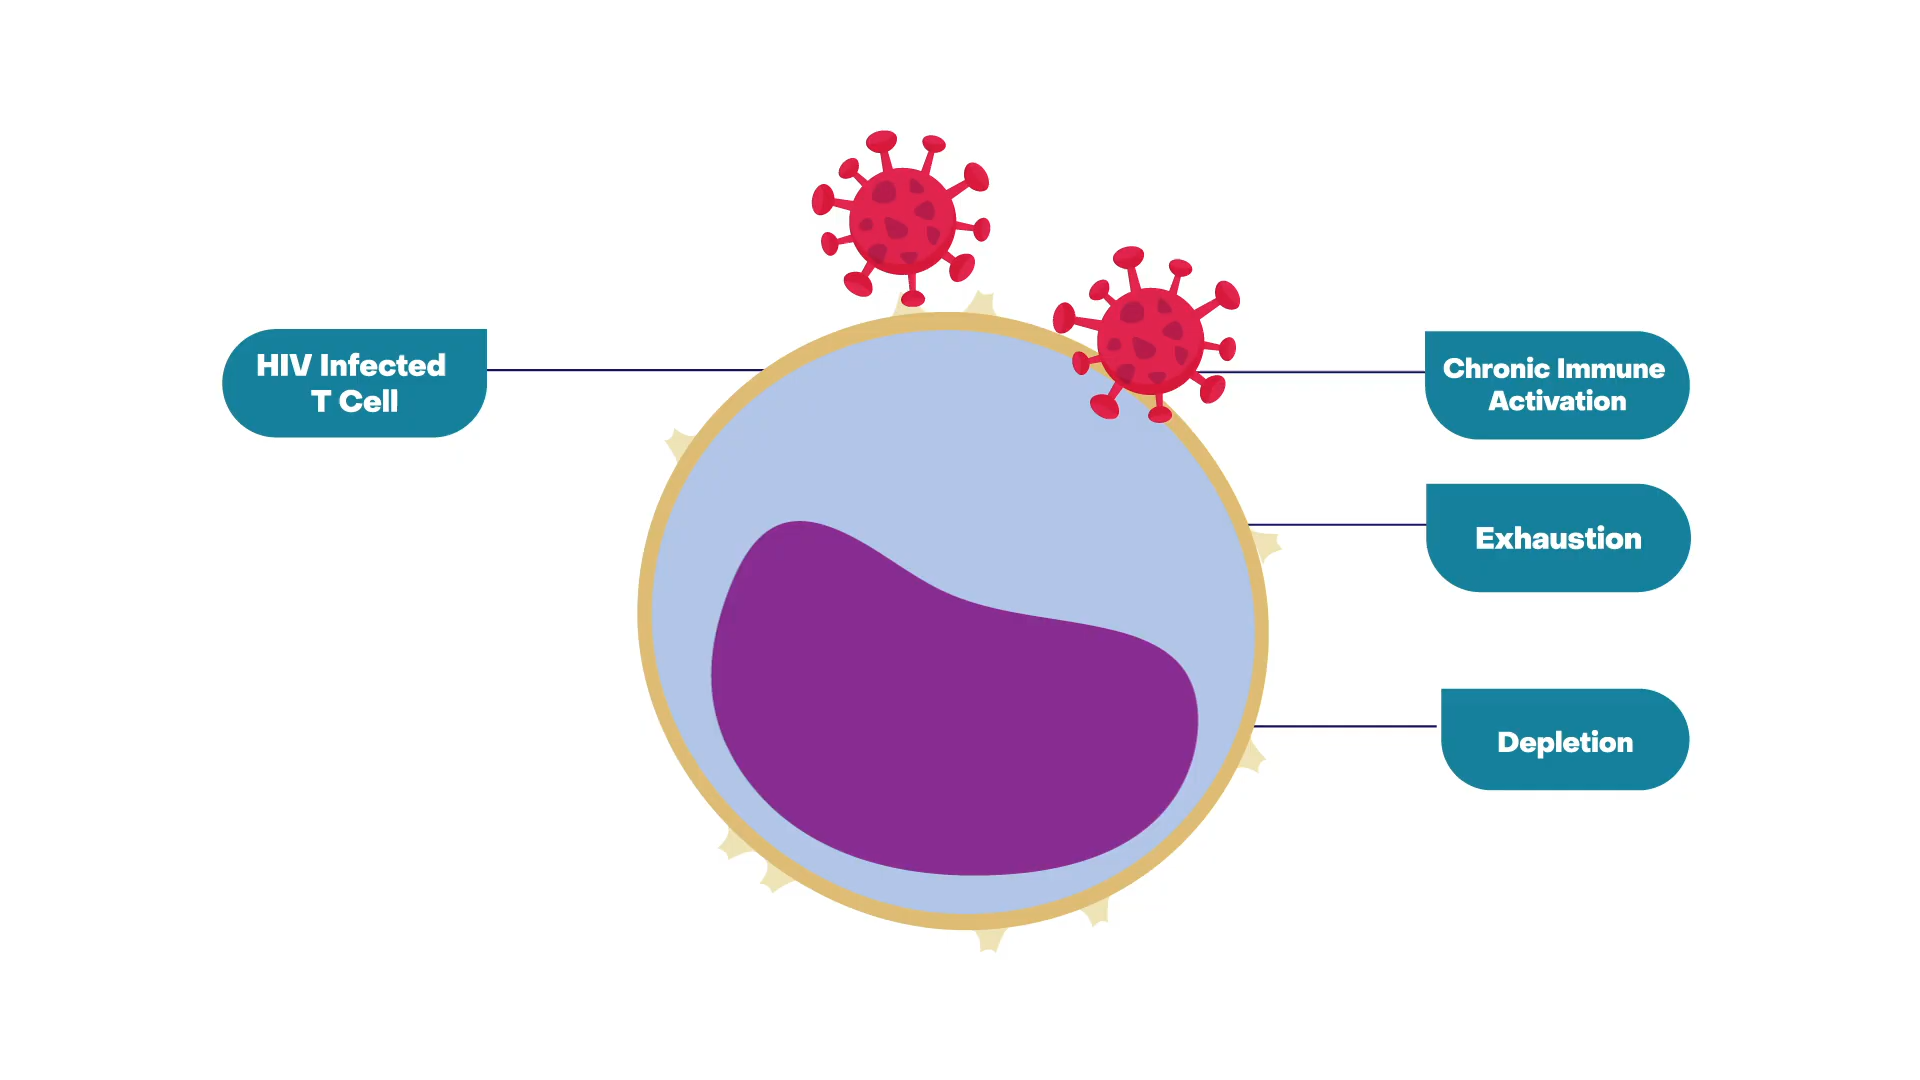 HIV Infected
T Cell
Chronic Immune
Activation
Exhaustion
Depletion